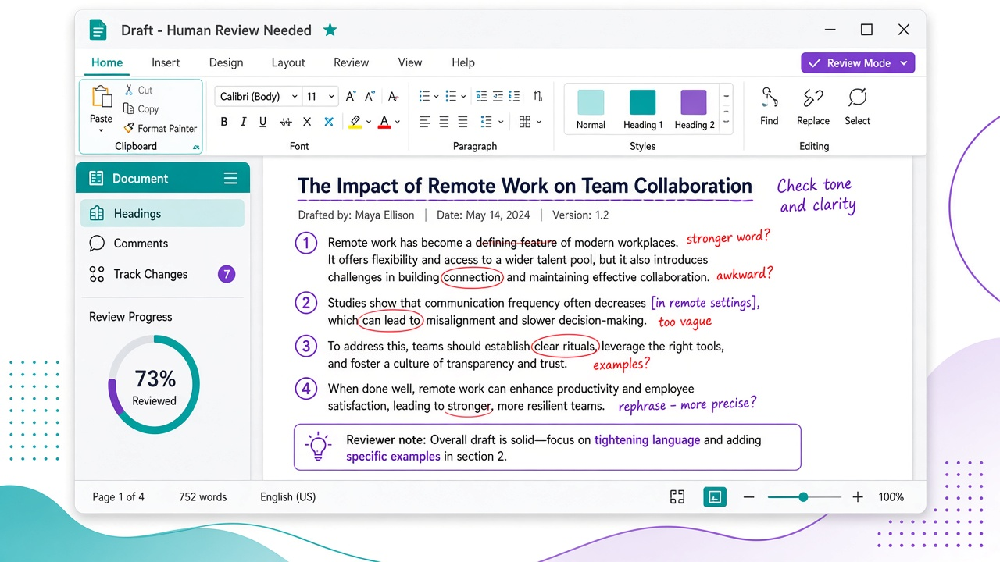 Draft - Human Review Needed
Home Insert Design Layout Review View Help
Review Mode
Paste
Cut
Copy
Format Painter
Clipboard
Calibri (Body) 11
B I U
Font
Paragraph
Normal Heading 1 Heading 2
Styles
Find Replace Select
Editing
Document
Headings
Comments
Track Changes 7
Review Progress
73%
Reviewed
The Impact of Remote Work on Team Collaboration
Check tone
and clarity
Drafted by: Maya Ellison | Date: May 14, 2024 | Version: 1.2
1 Remote work has become a defining feature of modern workplaces. stronger word?
It offers flexibility and access to a wider talent pool, but it also introduces
challenges in building connection and maintaining effective collaboration. awkward?
2 Studies show that communication frequency often decreases [in remote settings],
which can lead to misalignment and slower decision-making. too vague
3 To address this, teams should establish clear rituals, leverage the right tools,
and foster a culture of transparency and trust. examples?
4 When done well, remote work can enhance productivity and employee
satisfaction, leading to stronger, more resilient teams. rephrase - more precise?
Reviewer note: Overall draft is solid—focus on tightening language and adding
specific examples in section 2.
Page 1 of 4 752 words English (US) 100%